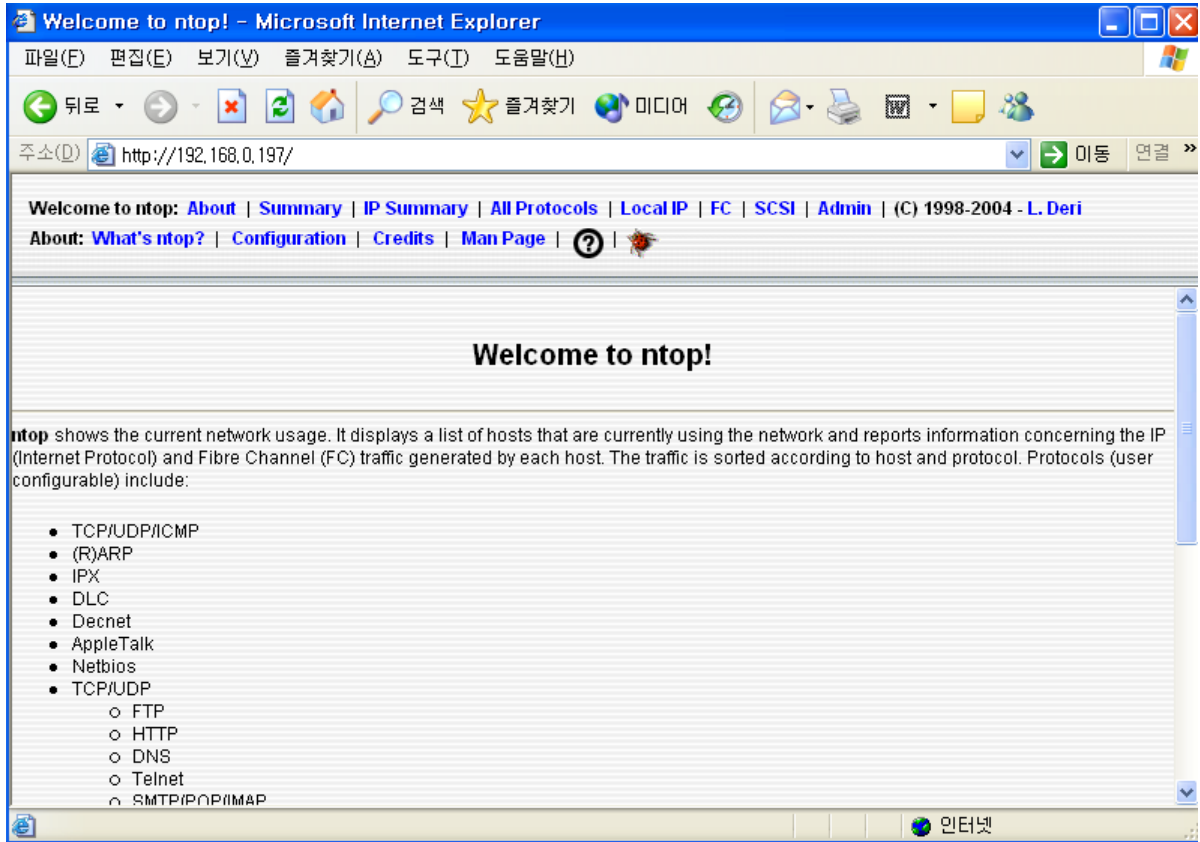 Welcome to ntop! - Microsoft Internet Explorer
파일(F) 편집(E) 보기(V) 즐겨찾기(A) 도구(T) 도움말(H)
뒤로 검색 즐겨찾기 미디어
주소(D) http://192.168.0.197/ 이동 연결 »
Welcome to ntop: About | Summary | IP Summary | All Protocols | Local IP | FC | SCSI | Admin | (C) 1998-2004 - L. Deri
About: What's ntop? | Configuration | Credits | Man Page | ? |
Welcome to ntop!
ntop shows the current network usage. It displays a list of hosts that are currently using the network and reports information concerning the IP
(Internet Protocol) and Fibre Channel (FC) traffic generated by each host. The traffic is sorted according to host and protocol. Protocols (user
configurable) include:
• TCP/UDP/ICMP
• (R)ARP
• IPX
• DLC
• Decnet
• AppleTalk
• Netbios
• TCP/UDP
○ FTP
○ HTTP
○ DNS
○ Telnet
○ SMTP/POP/IMAP
인터넷